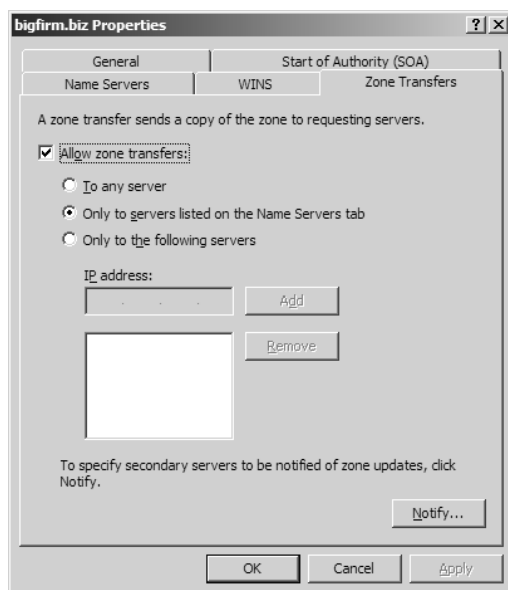 bigfirm.biz Properties
General
Start of Authority (SOA)
Name Servers
WINS
Zone Transfers
A zone transfer sends a copy of the zone to requesting servers.
Allow zone transfers:
To any server
Only to servers listed on the Name Servers tab
Only to the following servers
IP address:
Add
Remove
To specify secondary servers to be notified of zone updates, click
Notify.
Notify...
OK
Cancel
Apply